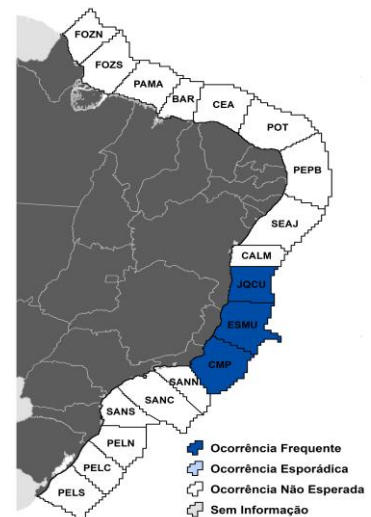 FOZN
FOZS
PAMA
BAR
CEA
POT
PEPB
SEAJ
CALM
JQCU
ESMU
CMP
SANN
SANC
SANS
PELN
PELC
PELS
Ocorrência Frequente
Ocorrência Esporádica
Ocorrência Não Esperada
Sem Informação